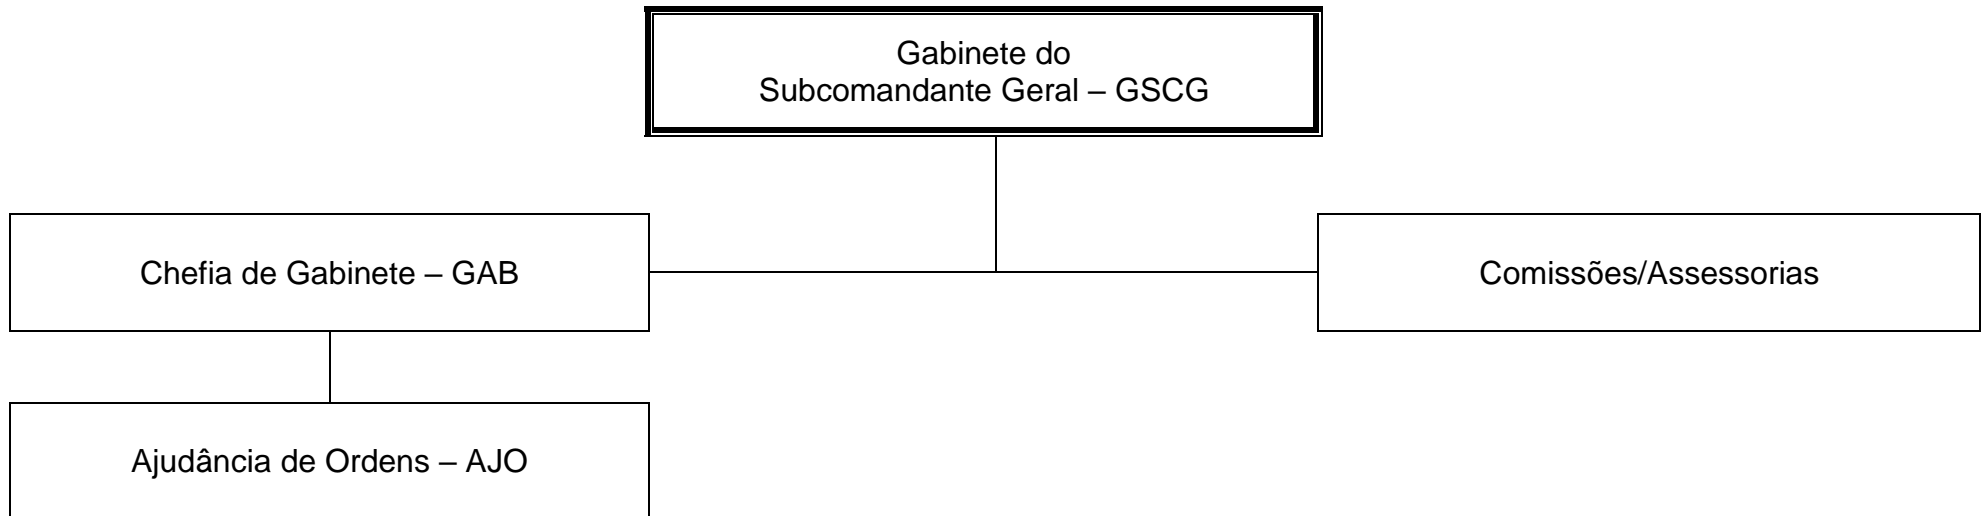 Gabinete do
Subcomandante Geral – GSCG
Chefia de Gabinete – GAB
Comissões/Assessorias
Ajudância de Ordens – AJO